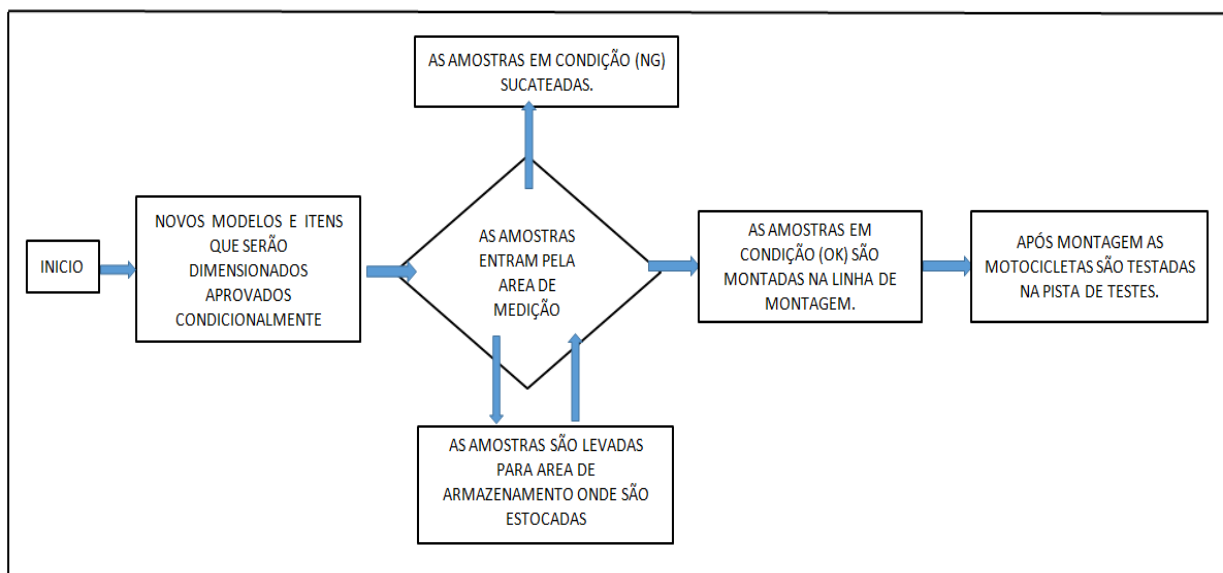 AS AMOSTRAS EM CONDIÇÃO (NG)
SUCATEADAS.
INICIO
NOVOS MODELOS E ITENS
QUE SERÃO
DIMENSIONADOS
APROVADOS
CONDICIONALMENTE
AS AMOSTRAS
ENTRAM PELA
AREA DE
MEDIÇÃO
AS AMOSTRAS EM
CONDIÇÃO (OK) SÃO
MONTADAS NA LINHA DE
MONTAGEM.
APÓS MONTAGEM AS
MOTOCICLETAS SÃO TESTADAS
NA PISTA DE TESTES.
AS AMOSTRAS SÃO LEVADAS
PARA AREA DE
ARMAZENAMENTO ONDE SÃO
ESTOCADAS